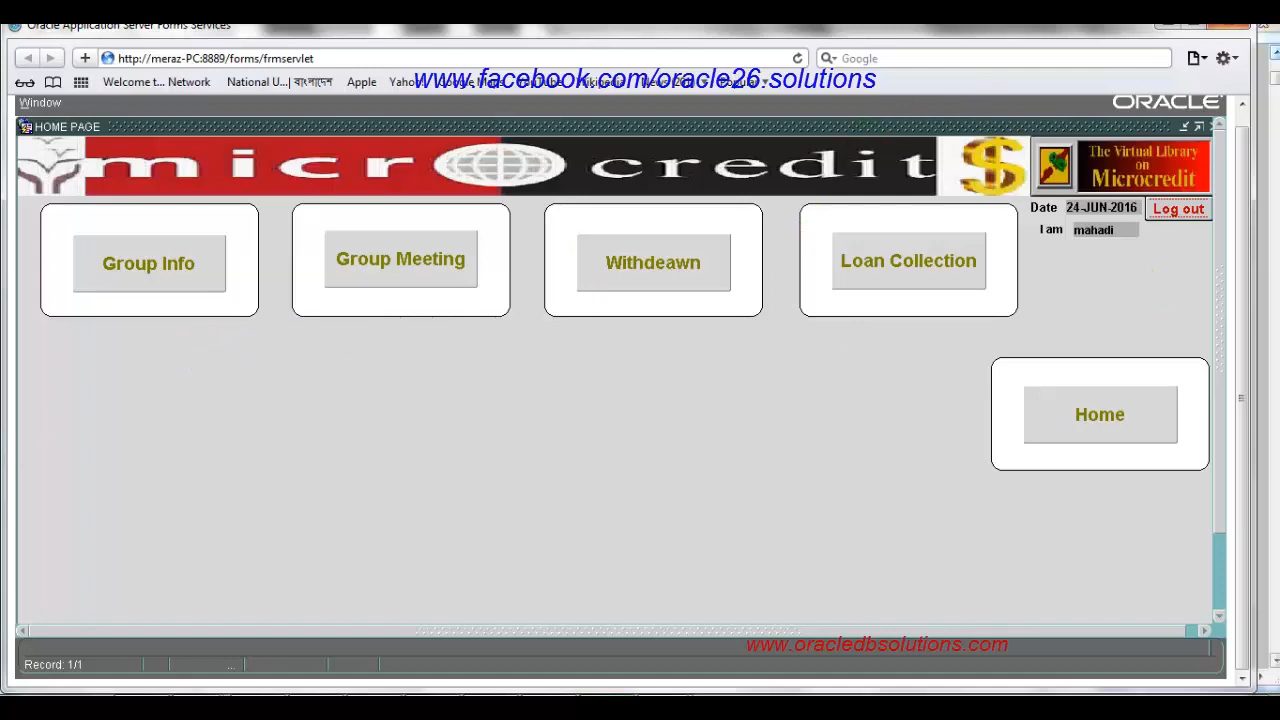 Oracle Application Server Forms Services
http://meraz-PC:8889/forms/frmservlet
Google
Welcome t... Network National U...| বাংলাদেশ Apple Yahoo!
www.facebook.com/oracle26.solutions
Window
ORACLE
HOME PAGE
micro credit $
The Virtual Library
on
Microcredit
Date 24-JUN-2016 Log out
I am mahadi
Group Info
Group Meeting
Withdeawn
Loan Collection
Home
www.oracledbsolutions.com
Record: 1/1
...